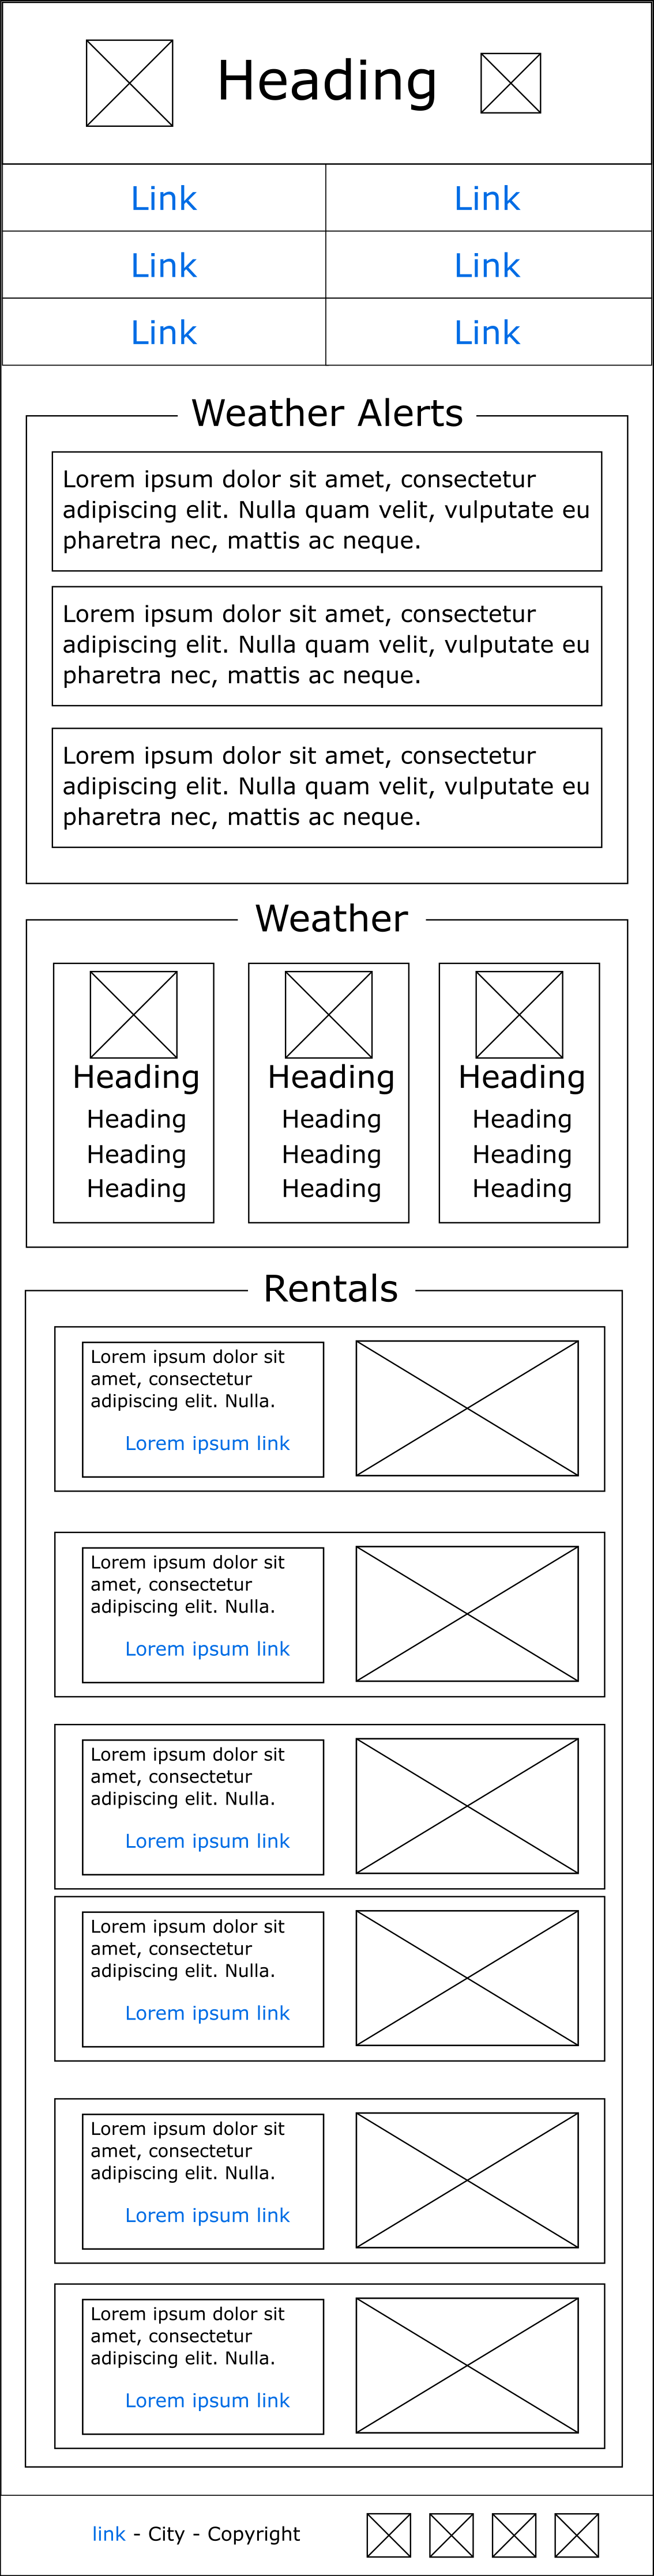 Heading
Link
Link
Link
Link
Link
Link
Weather Alerts
Lorem ipsum dolor sit amet, consectetur
adipiscing elit. Nulla quam velit, vulputate eu
pharetra nec, mattis ac neque.
Lorem ipsum dolor sit amet, consectetur
adipiscing elit. Nulla quam velit, vulputate eu
pharetra nec, mattis ac neque.
Lorem ipsum dolor sit amet, consectetur
adipiscing elit. Nulla quam velit, vulputate eu
pharetra nec, mattis ac neque.
Weather
Heading
Heading
Heading
Heading
Heading
Heading
Heading
Heading
Heading
Heading
Heading
Heading
Rentals
Lorem ipsum dolor sit
amet, consectetur
adipiscing elit. Nulla.
Lorem ipsum link
Lorem ipsum dolor sit
amet, consectetur
adipiscing elit. Nulla.
Lorem ipsum link
Lorem ipsum dolor sit
amet, consectetur
adipiscing elit. Nulla.
Lorem ipsum link
Lorem ipsum dolor sit
amet, consectetur
adipiscing elit. Nulla.
Lorem ipsum link
Lorem ipsum dolor sit
amet, consectetur
adipiscing elit. Nulla.
Lorem ipsum link
Lorem ipsum dolor sit
amet, consectetur
adipiscing elit. Nulla.
Lorem ipsum link
link - City - Copyright